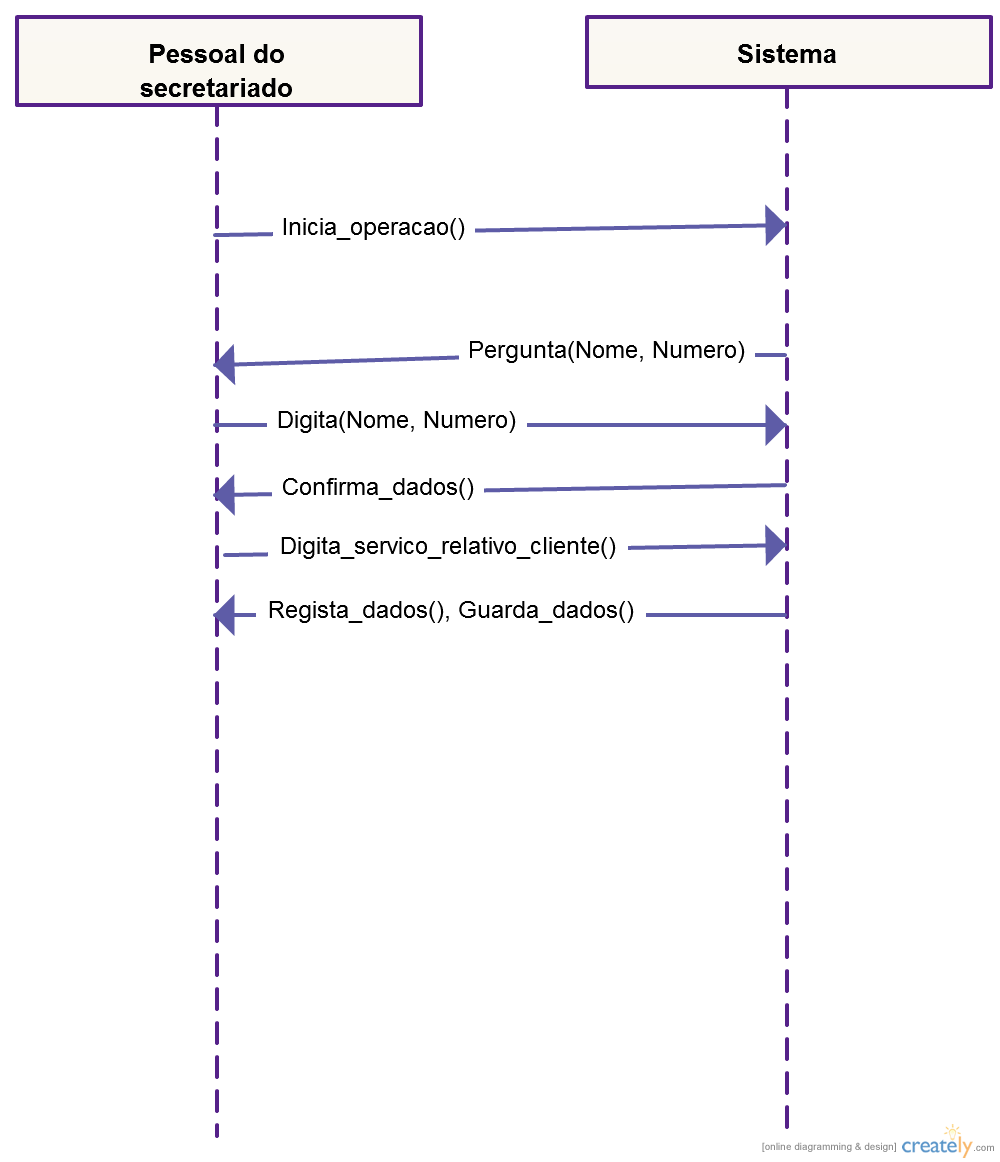 Pessoal do
secretariado
Sistema
Inicia_operacao()
Pergunta(Nome, Numero)
Digita(Nome, Numero)
Confirma_dados()
Digita_servico_relativo_cliente()
Regista_dados(), Guarda_dados()
[online diagramming & design] creately.com